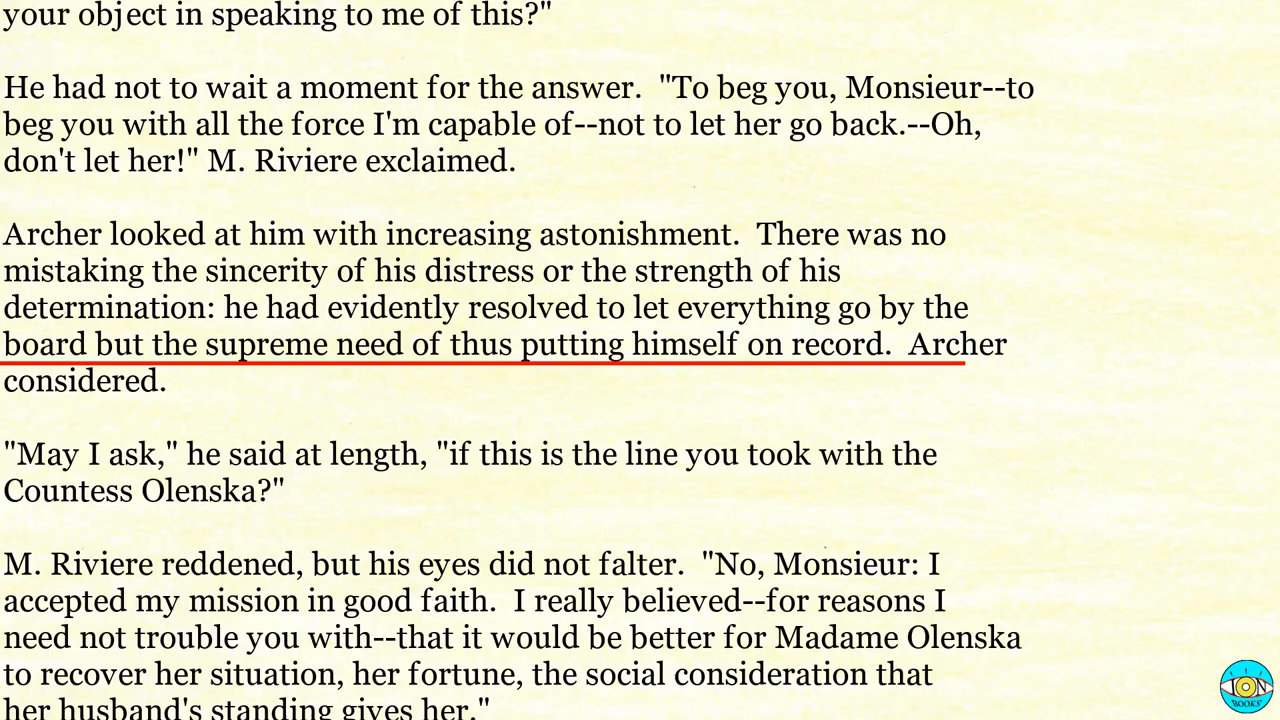 your object in speaking to me of this?"
He had not to wait a moment for the answer.  "To beg you, Monsieur--to
beg you with all the force I'm capable of--not to let her go back.--Oh,
don't let her!" M. Riviere exclaimed.
Archer looked at him with increasing astonishment.  There was no
mistaking the sincerity of his distress or the strength of his
determination: he had evidently resolved to let everything go by the
board but the supreme need of thus putting himself on record.  Archer
considered.
"May I ask," he said at length, "if this is the line you took with the
Countess Olenska?"
M. Riviere reddened, but his eyes did not falter.  "No, Monsieur: I
accepted my mission in good faith.  I really believed--for reasons I
need not trouble you with--that it would be better for Madame Olenska
to recover her situation, her fortune, the social consideration that
her husband's standing gives her."
ION
BOOKS